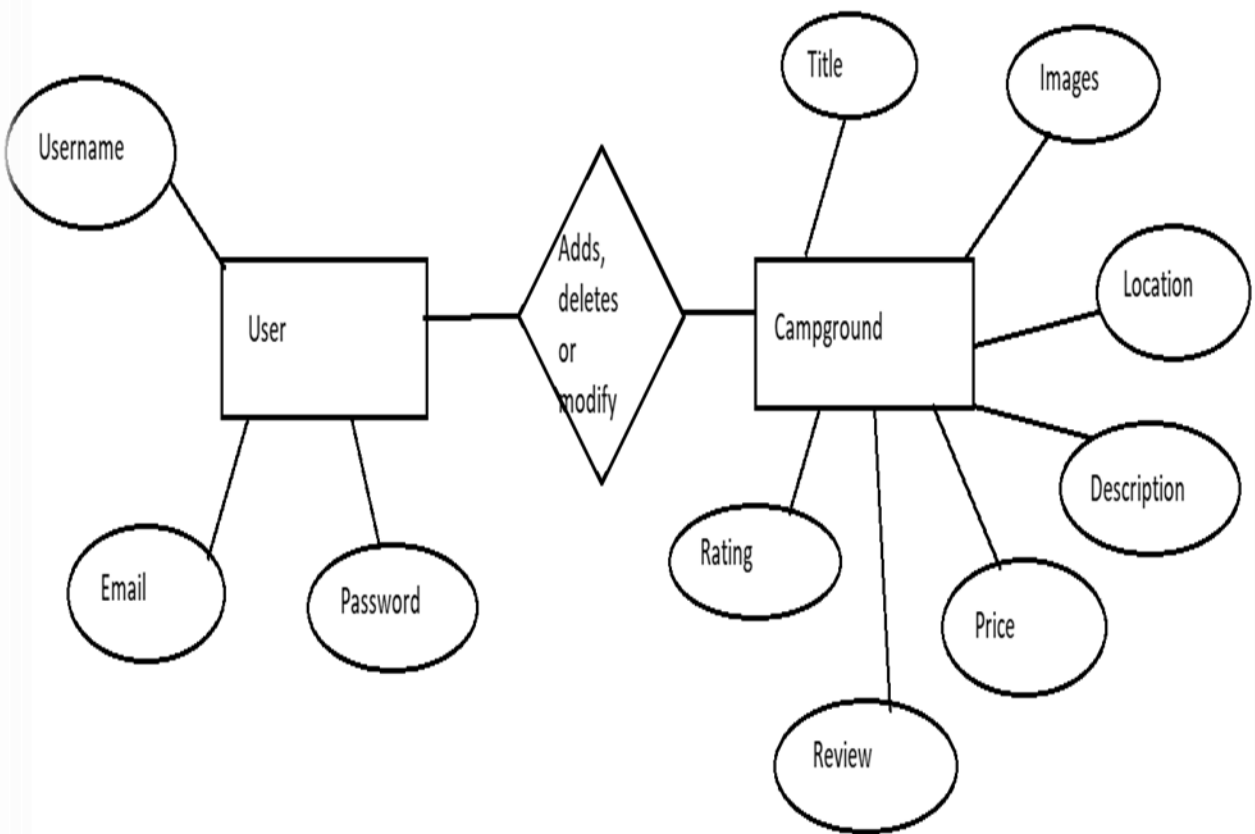 Title
Images
Username
Location
Adds,
deletes
or
modify
User
Campground
Description
Rating
Email
Password
Price
Review